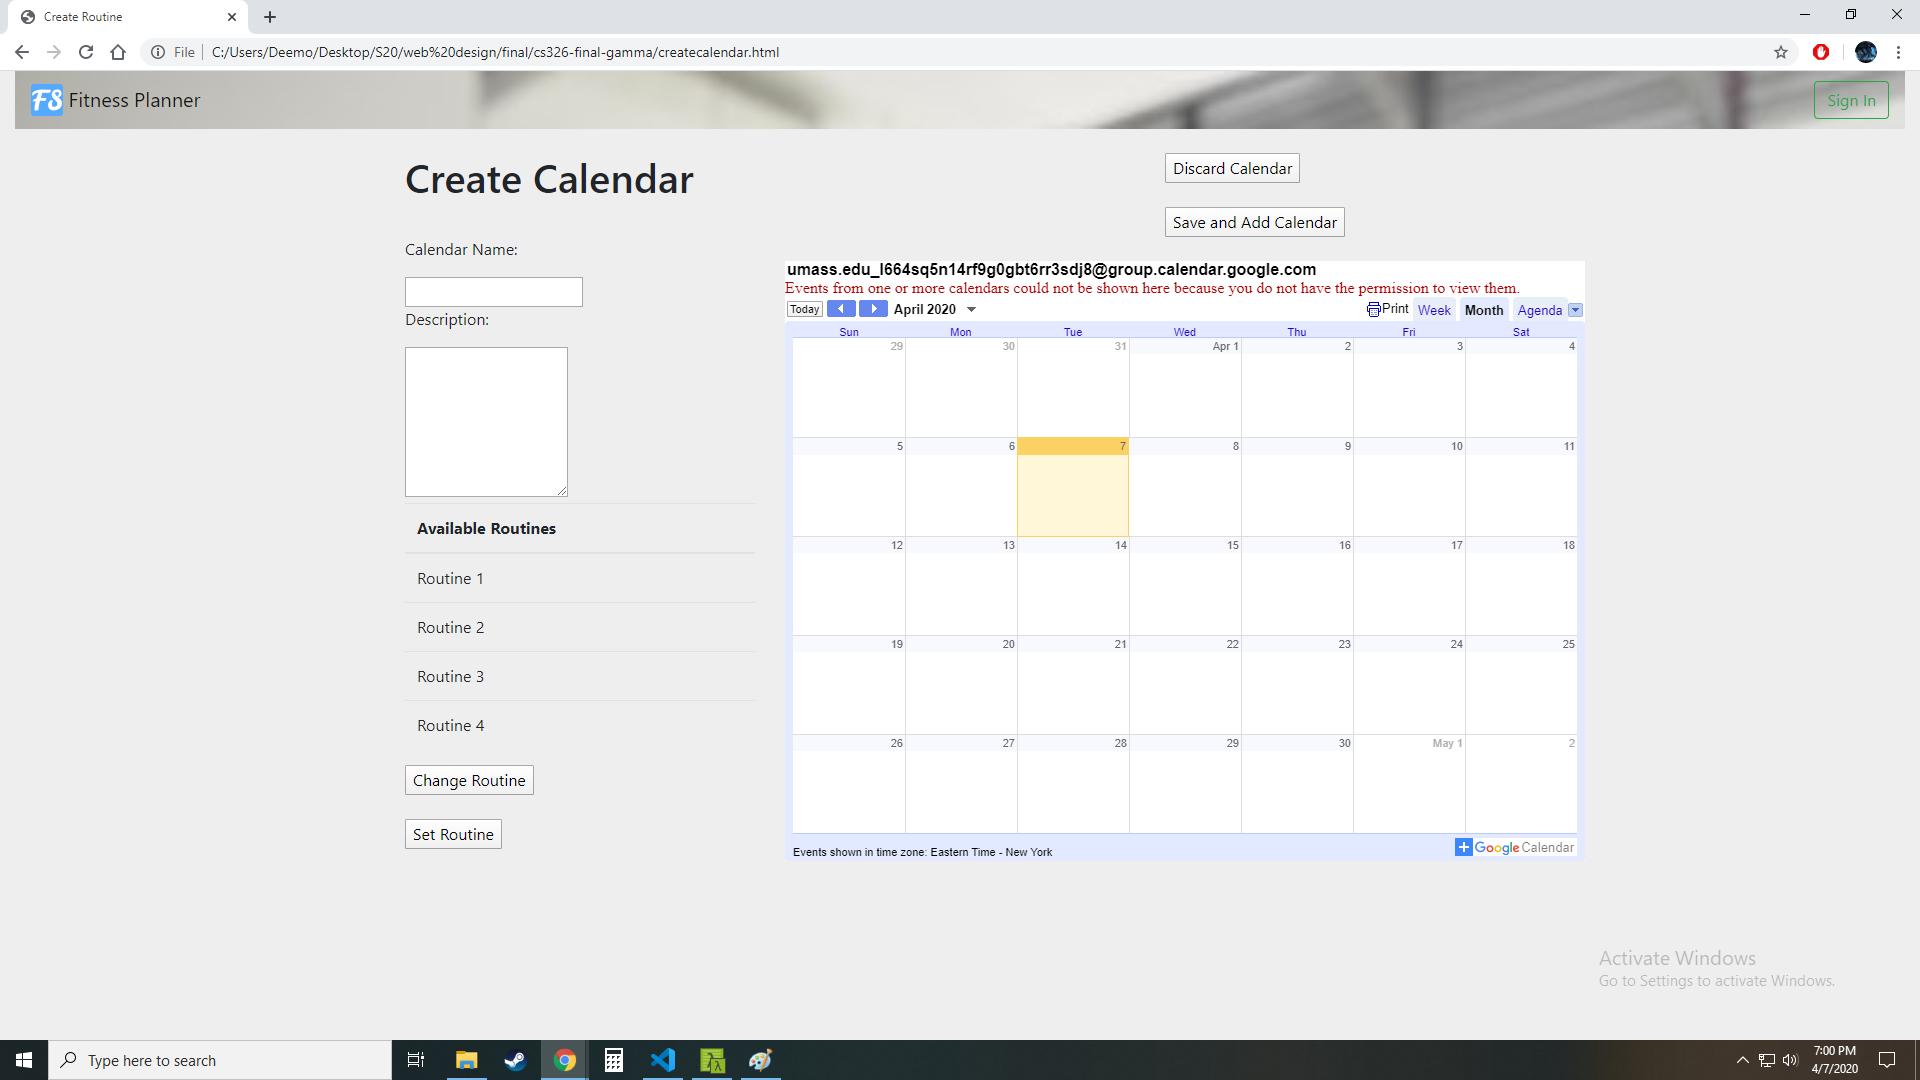 Create Routine
File
C:/Users/Deemo/Desktop/S20/web%20design/final/cs326-final-gamma/createcalendar.html
FS Fitness Planner
Sign In
Create Calendar
Discard Calendar
Save and Add Calendar
Calendar Name:
Description:
Available Routines
Routine 1
Routine 2
Routine 3
Routine 4
Change Routine
Set Routine
umass.edu_l664sq5n14rf9g0gbt6rr3sdj8@group.calendar.google.com
Events from one or more calendars could not be shown here because you do not have the permission to view them.
Today April 2020 Print Week Month Agenda
Sun Mon Tue Wed Thu Fri Sat
29 30 31 Apr 1 2 3 4
5 6 7 8 9 10 11
12 13 14 15 16 17 18
19 20 21 22 23 24 25
26 27 28 29 30 May 1 2
Events shown in time zone: Eastern Time - New York
Google Calendar
Activate Windows
Go to Settings to activate Windows.
Type here to search
7:00 PM
4/7/2020